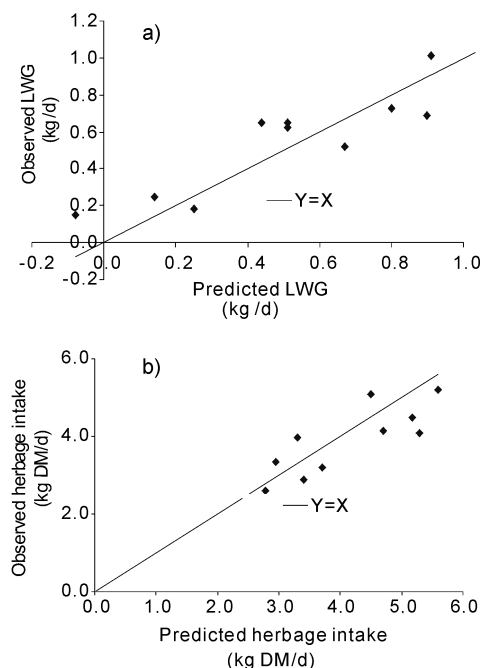 a)
1.2
1.0
0.8
0.6
0.4
0.2
0.0
-0.2
Observed LWG
(kg/d)
Y=X
-0.2 0.0 0.2 0.4 0.6 0.8 1.0
Predicted LWG
(kg /d)
b)
6.0
4.0
2.0
0.0
Observed herbage intake
(kg DM/d)
Y=X
0.0 1.0 2.0 3.0 4.0 5.0 6.0
Predicted herbage intake
(kg DM/d)